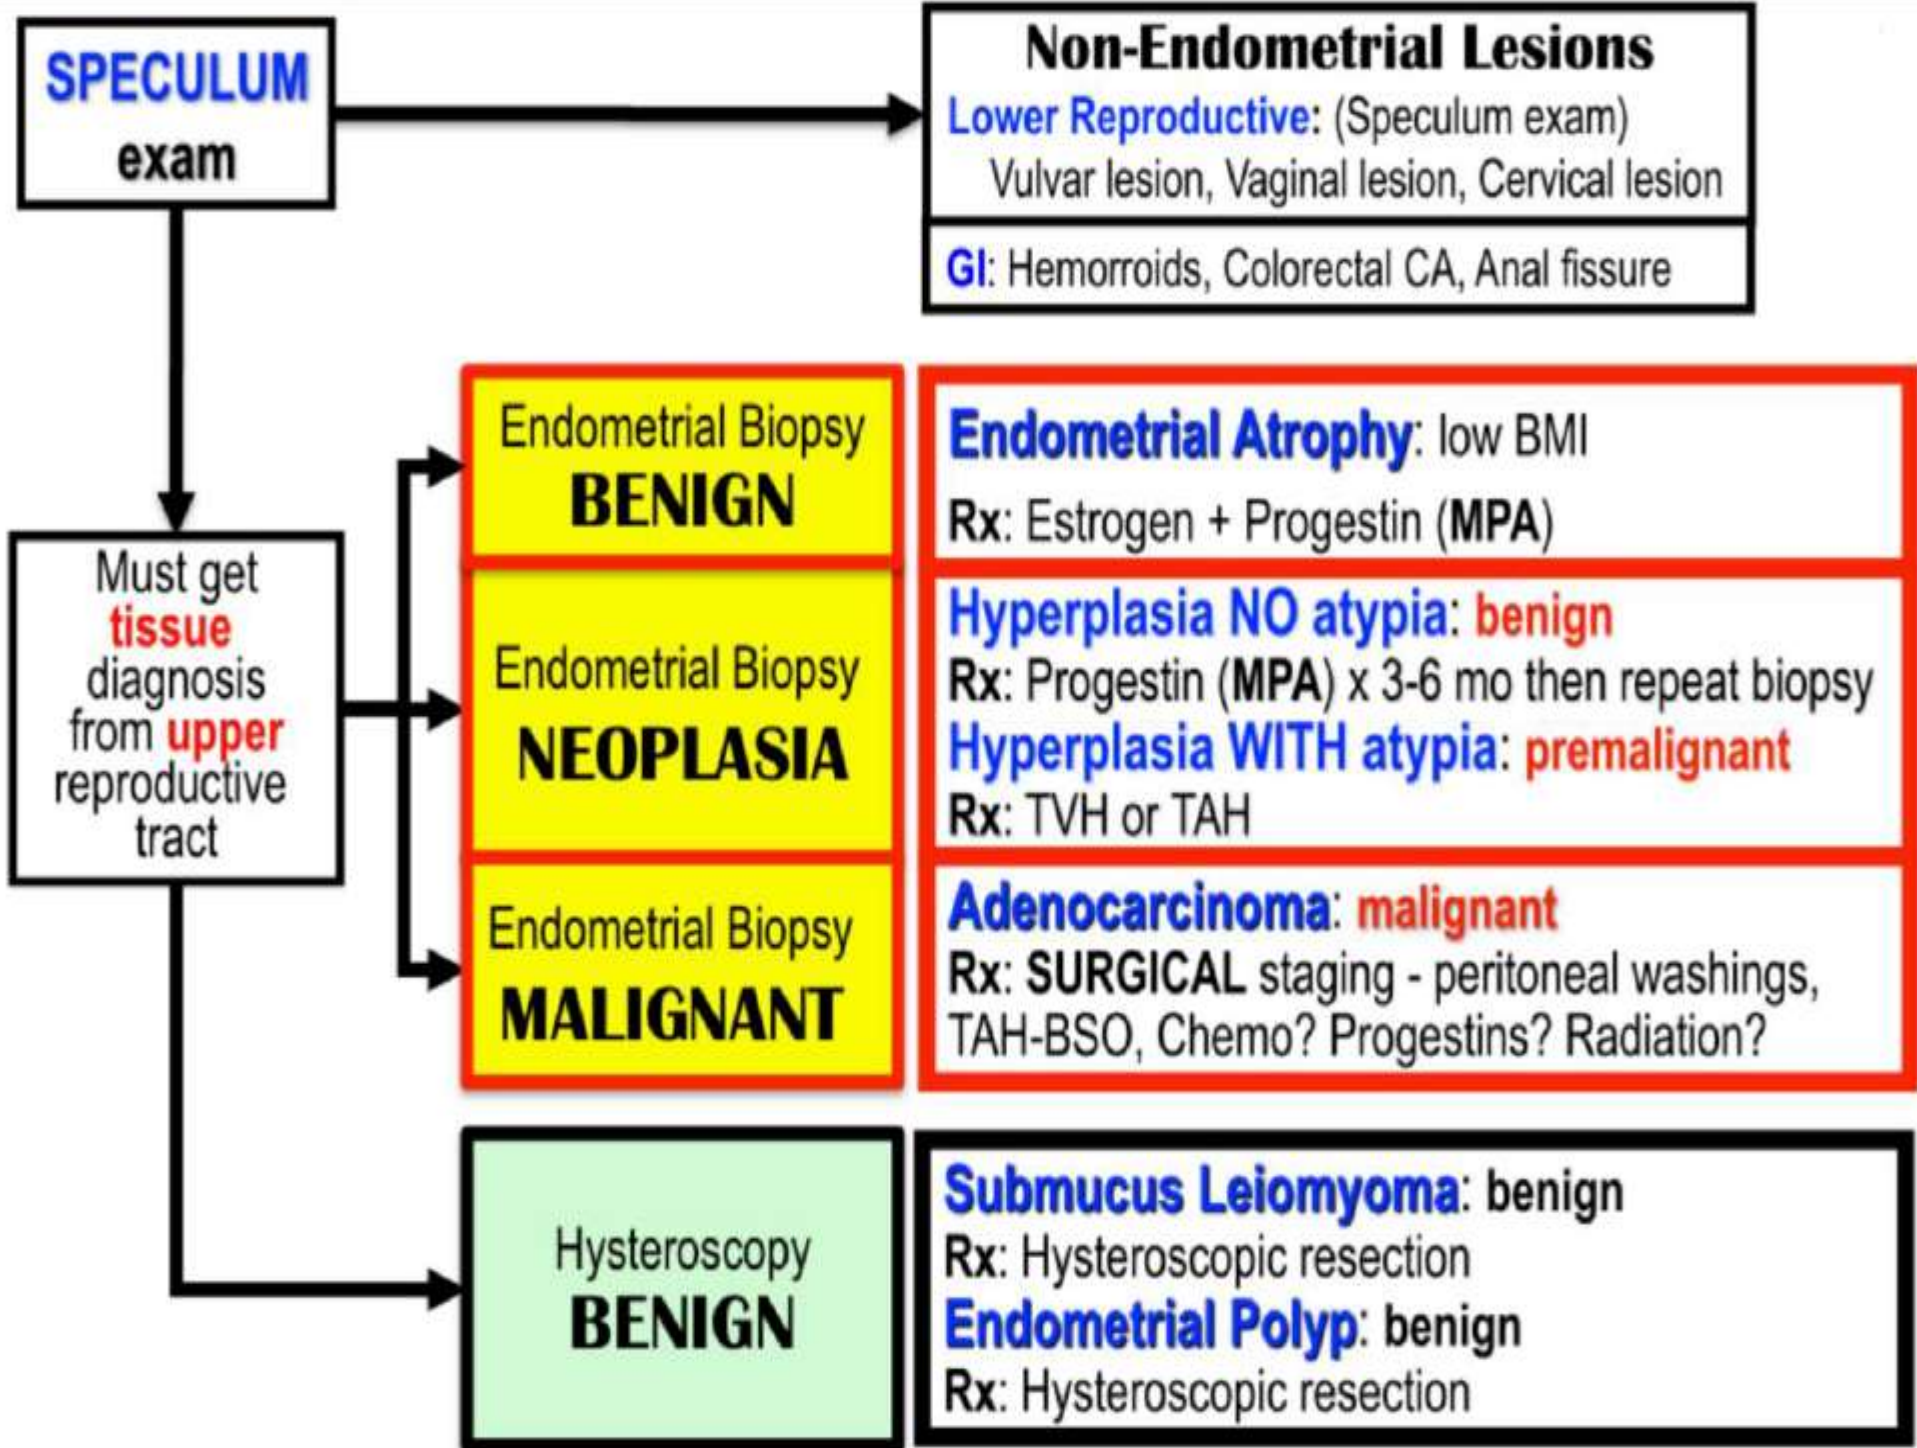 SPECULUM
exam
Non-Endometrial Lesions
Lower Reproductive: (Speculum exam)
Vulvar lesion, Vaginal lesion, Cervical lesion
GI: Hemorroids, Colorectal CA, Anal fissure
Must get
tissue
diagnosis
from upper
reproductive
tract
Endometrial Biopsy
BENIGN
Endometrial Atrophy: low BMI
Rx: Estrogen + Progestin (MPA)
Endometrial Biopsy
NEOPLASIA
Hyperplasia NO atypia: benign
Rx: Progestin (MPA) x 3-6 mo then repeat biopsy
Hyperplasia WITH atypia: premalignant
Rx: TVH or TAH
Endometrial Biopsy
MALIGNANT
Adenocarcinoma: malignant
Rx: SURGICAL staging - peritoneal washings,
TAH-BSO, Chemo? Progestins? Radiation?
Hysteroscopy
BENIGN
Submucus Leiomyoma: benign
Rx: Hysteroscopic resection
Endometrial Polyp: benign
Rx: Hysteroscopic resection